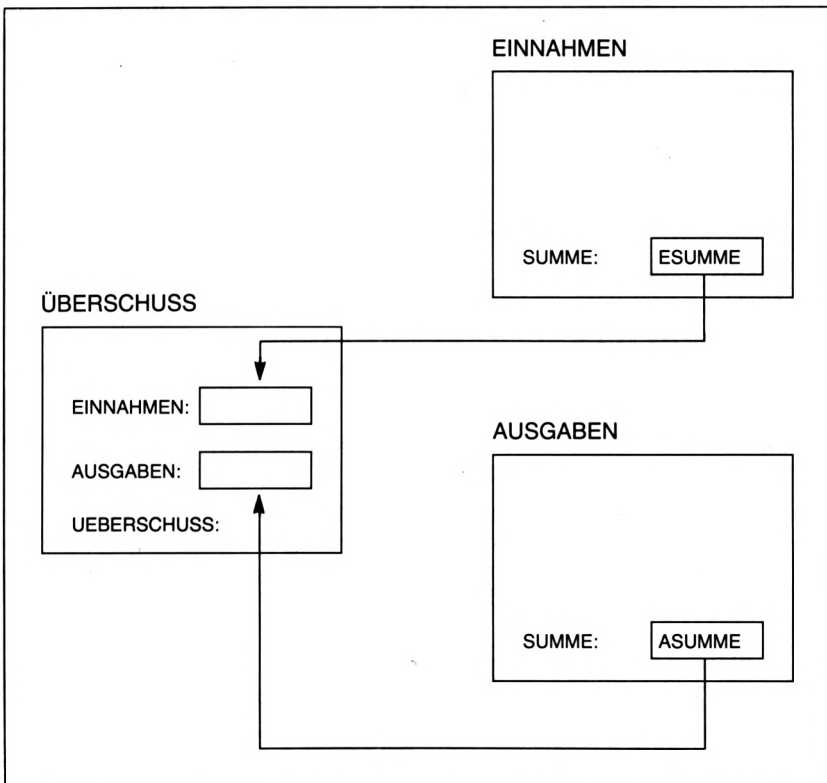 EINNAHMEN
SUMME: ESUMME
ÜBERSCHUSS
EINNAHMEN:
AUSGABEN:
UEBERSCHUSS:
AUSGABEN
SUMME: ASUMME